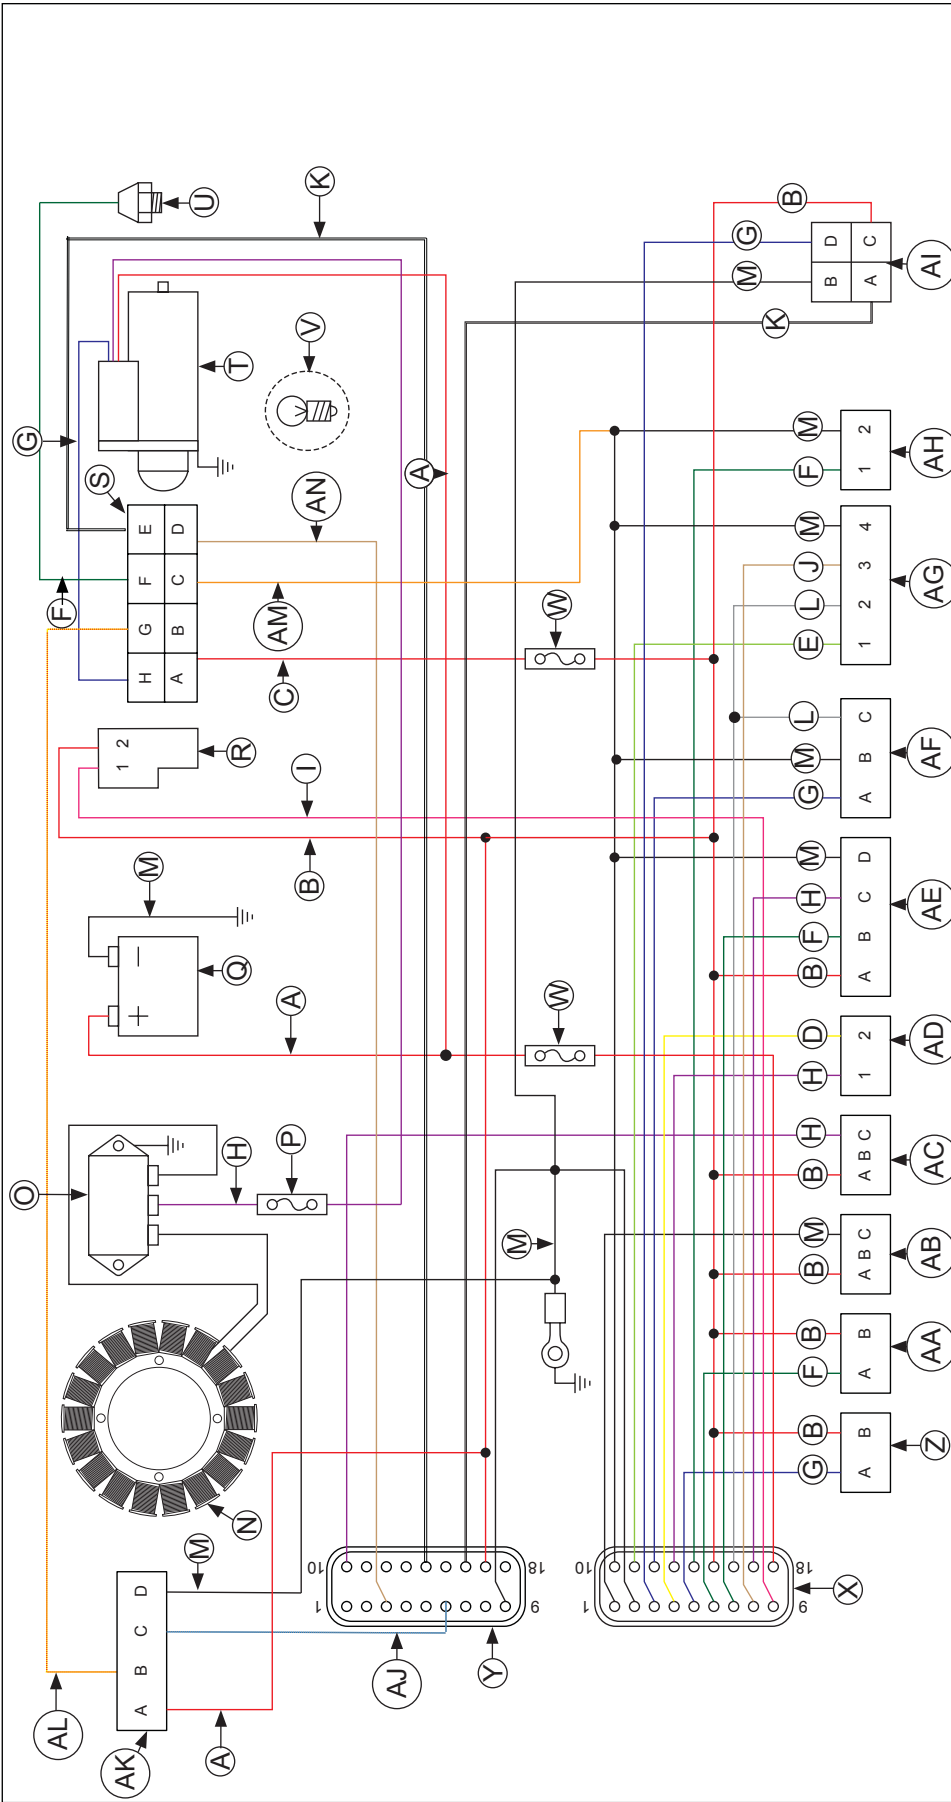 AL
O
F
G
AK
S
A B C D
+ −
M
1 2
H G F E
A B C D
M
U
A
N
H
Q
R
T
P
A
B
I
C
AM
AN
V
K
AJ
1 10
A
Y
9 18
M
W
W
1 10
9 18
X
K
M
G
B
G B
F B
B M
B H
H D
B F H M
G M L
E L J M
F M
B D
A C
A B
A B
A B C
A B C
1 2
A B C D
A B C
1 2 3 4
1 2
Z
AA
AB
AC
AD
AE
AF
AG
AH
AI